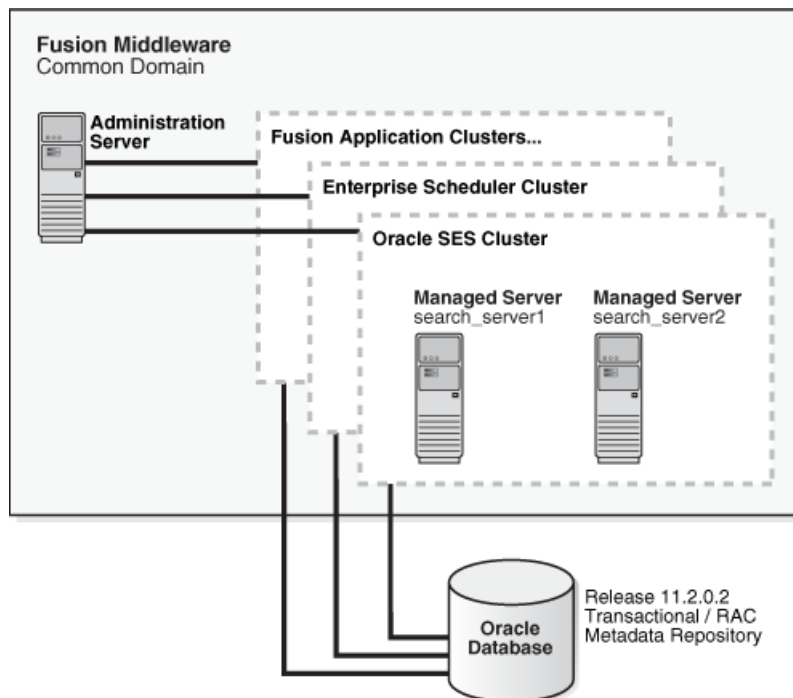 Fusion Middleware
Common Domain
Administration
Server
Fusion Application Clusters...
Enterprise Scheduler Cluster
Oracle SES Cluster
Managed Server
search_server1
Managed Server
search_server2
Oracle
Database
Release 11.2.0.2
Transactional / RAC
Metadata Repository